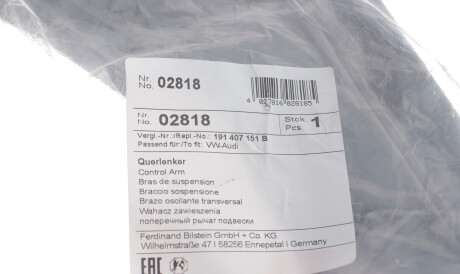 Nr.
No. 02818
4 027816 028185
Nr.
No. 02818
Stck
Pcs. 1
Vergl.-Nr./Repl.-No.: 191 407 151 B
Passend für:/To fit: VW-Audi
Querlenker
Control Arm
Bras de suspension
Braccio sospensione
Brazo oscilante transversal
Wahacz zawieszenia
поперечный рычаг подвески
Ferdinand Bilstein GmbH + Co. KG
Wilhelmstraße 47 I 58256 Ennepetal I Germany
EAC